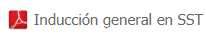 Inducción general en SST